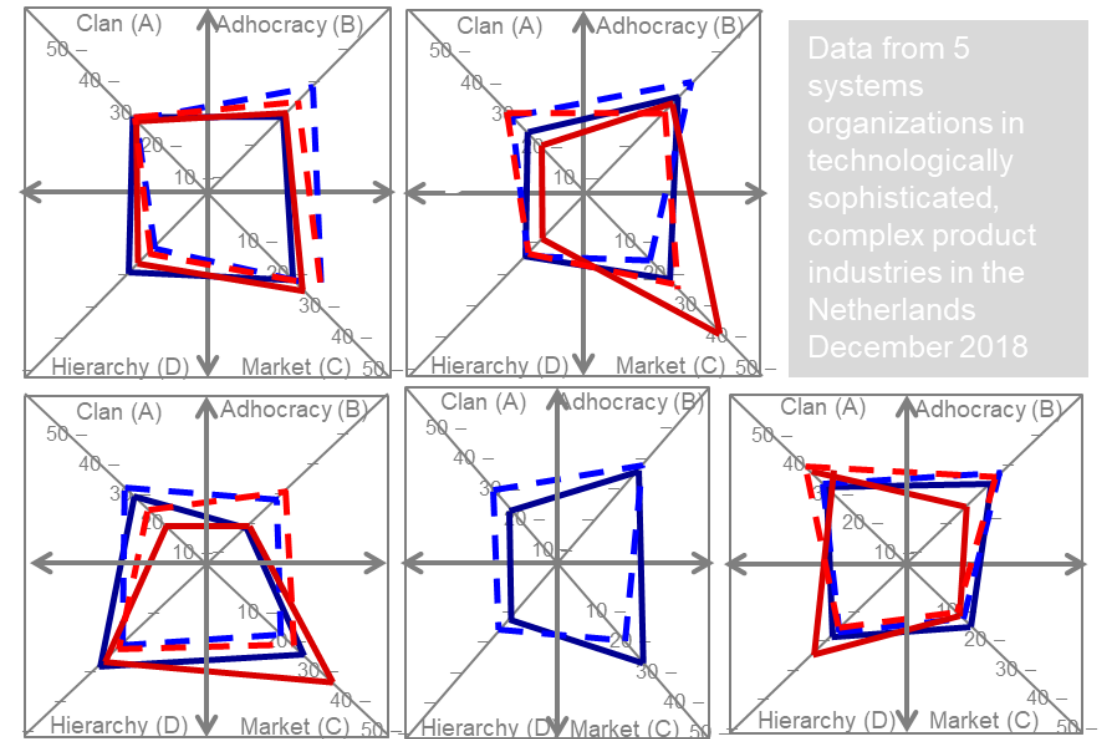 Clan (A)
Adhocracy (B)
50 –
40 –
30
20 –
10 –
10 –
20
30 –
40 –
50 –
Hierarchy (D)
Market (C)
Clan (A)
Adhocracy (B)
50 –
40 –
30
20 –
10 –
10 –
20
30 –
40 –
50 –
Hierarchy (D)
Market (C)
Data from 5
systems
organizations in
technologically
sophisticated,
complex product
industries in the
Netherlands
December 2018
Clan (A)
Adhocracy (B)
50 –
40 –
30
20
10 –
10 –
20
30 –
40 –
50 –
Hierarchy (D)
Market (C)
Clan (A)
Adhocracy (B)
50 –
40 –
30
20 –
10 –
10 –
20
30 –
40 –
50
Hierarchy (D)
Market (C)
Clan (A)
Adhocracy (B)
50 –
40
30
20 –
10 –
10
20
30 –
40 –
50 –
Hierarchy (D)
Market (C)